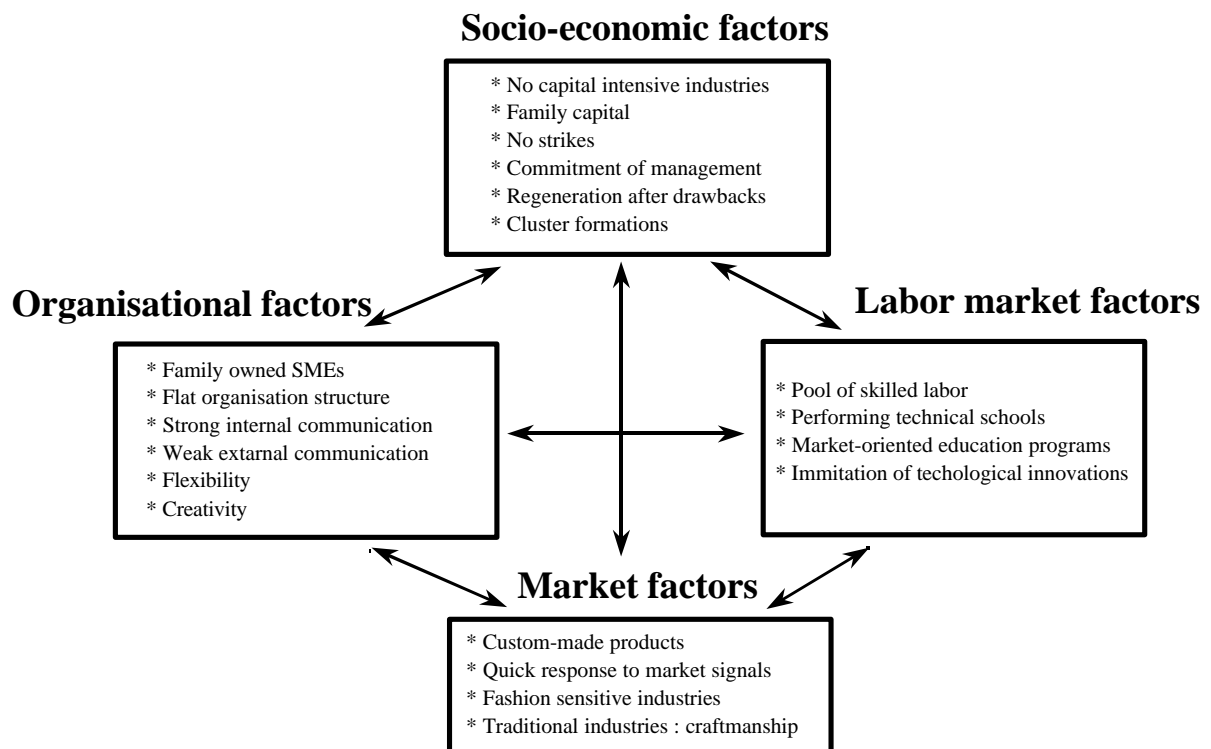 Socio-economic factors
* No capital intensive industries
* Family capital
* No strikes
* Commitment of management
* Regeneration after drawbacks
* Cluster formations
Organisational factors
* Family owned SMEs
* Flat organisation structure
* Strong internal communication
* Weak extarnal communication
* Flexibility
* Creativity
Labor market factors
* Pool of skilled labor
* Performing technical schools
* Market-oriented education programs
* Immitation of techological innovations
Market factors
* Custom-made products
* Quick response to market signals
* Fashion sensitive industries
* Traditional industries : craftmanship